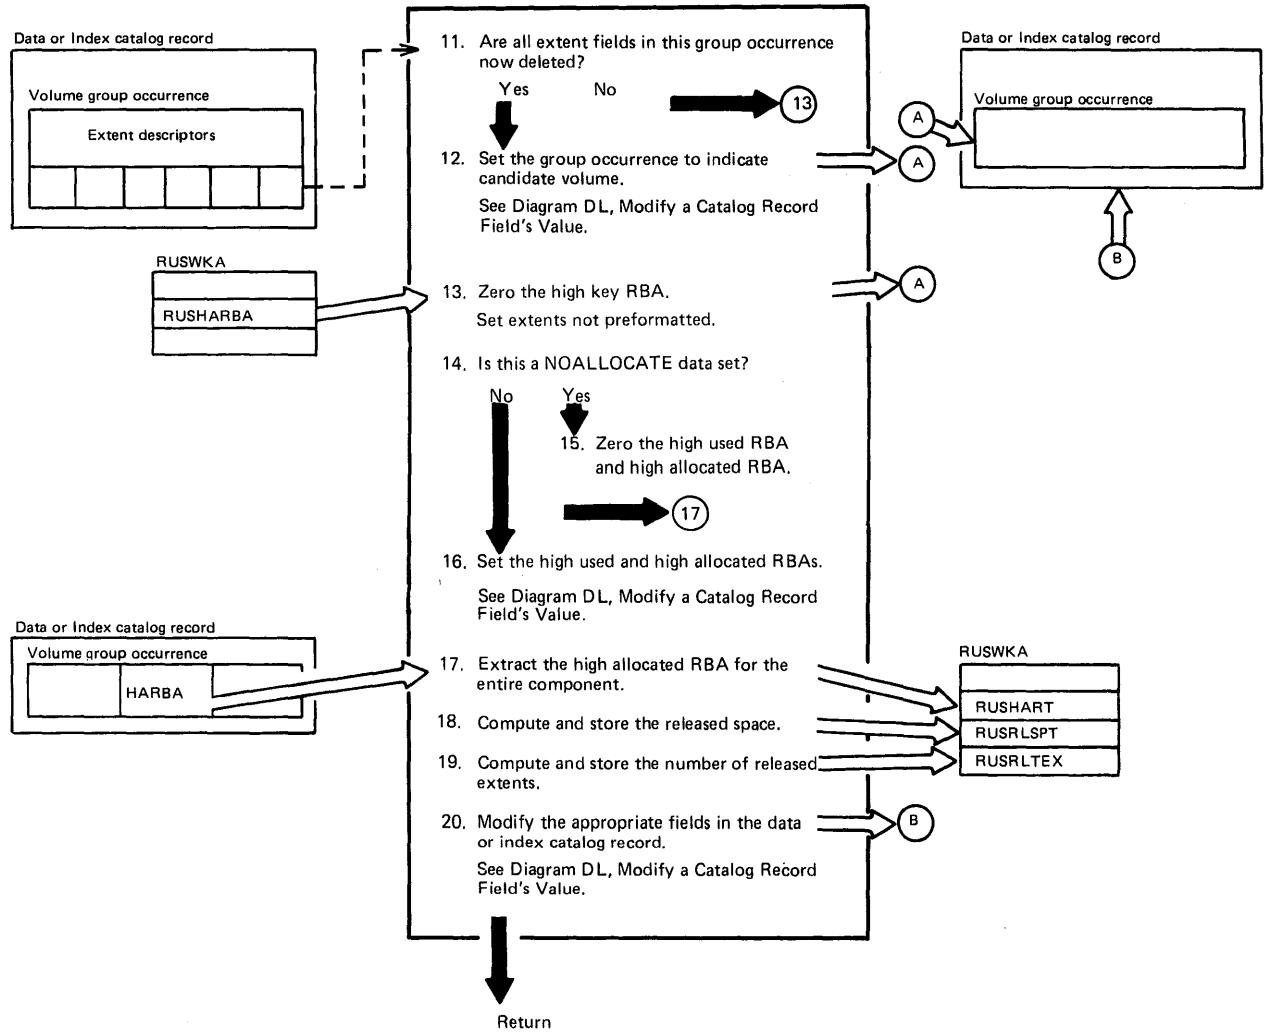 Data or Index catalog record
Volume group occurrence
Extent descriptors
RUSWKA
RUSHARBA
Data or Index catalog record
Volume group occurrence
HARBA
11. Are all extent fields in this group occurrence
now deleted?
Yes No
13
12. Set the group occurrence to indicate
candidate volume.
See Diagram DL, Modify a Catalog Record
Field's Value.
13. Zero the high key RBA.
Set extents not preformatted.
14. Is this a NOALLOCATE data set?
No Yes
15. Zero the high used RBA
and high allocated RBA.
17
16. Set the high used and high allocated RBAs.
See Diagram DL, Modify a Catalog Record
Field's Value.
17. Extract the high allocated RBA for the
entire component.
18. Compute and store the released space.
19. Compute and store the number of released
extents.
20. Modify the appropriate fields in the data
or index catalog record.
See Diagram DL, Modify a Catalog Record
Field's Value.
Return
A
A
B
Data or Index catalog record
Volume group occurrence
A
B
RUSWKA
RUSHART
RUSRLSPT
RUSRLTEX